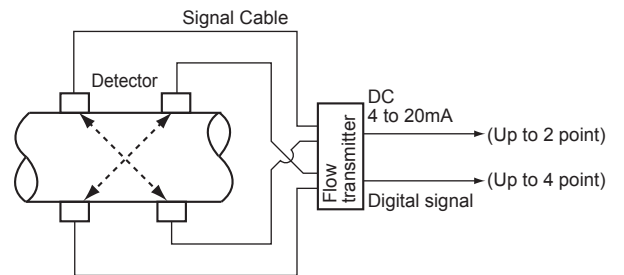 Signal Cable
Detector
Flow
transmitter
DC
4 to 20mA
(Up to 2 point)
(Up to 4 point)
Digital signal